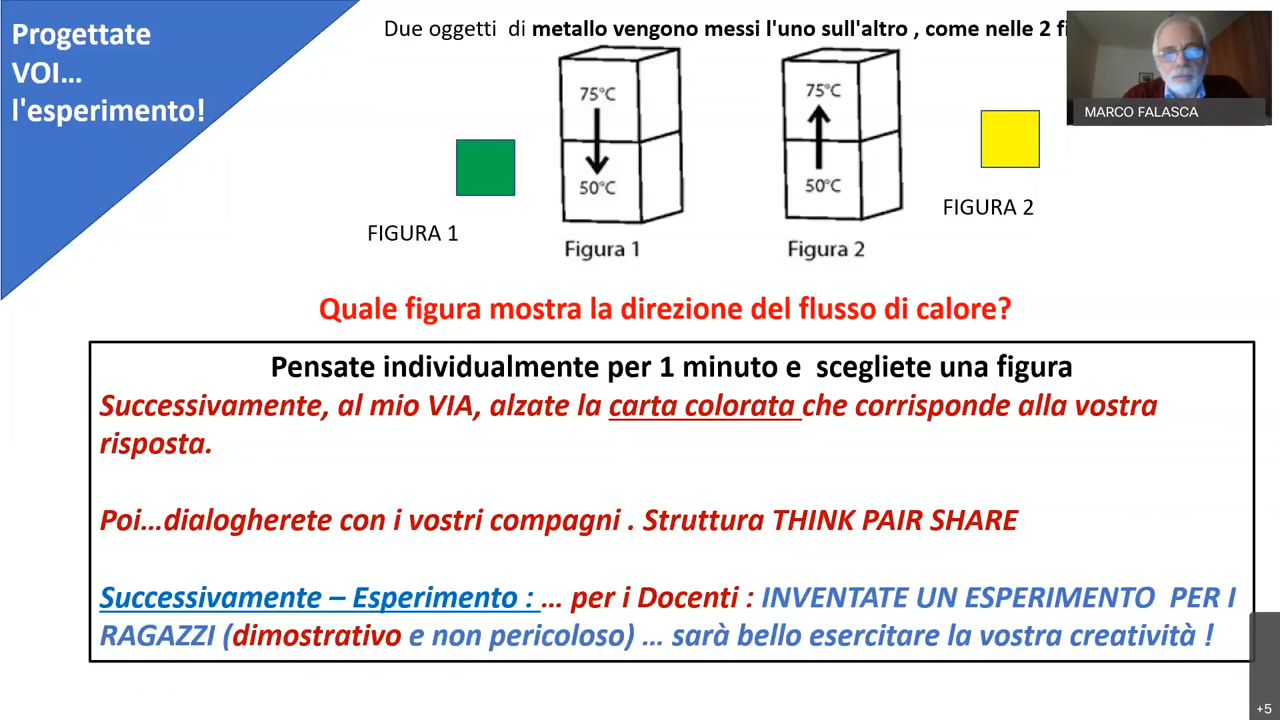 Progettate
VOI...
l'esperimento!
Due oggetti di metallo vengono messi l'uno sull'altro , come nelle 2 fi
MARCO FALASCA
75°C
50°C
75°C
50°C
FIGURA 1
FIGURA 2
Figura 1
Figura 2
Quale figura mostra la direzione del flusso di calore?
Pensate individualmente per 1 minuto e scegliete una figura
Successivamente, al mio VIA, alzate la carta colorata che corrisponde alla vostra
risposta.
Poi...dialogherete con i vostri compagni . Struttura THINK PAIR SHARE
Successivamente – Esperimento : ... per i Docenti : INVENTATE UN ESPERIMENTO PER I
RAGAZZI (dimostrativo e non pericoloso) ... sarà bello esercitare la vostra creatività !
+5